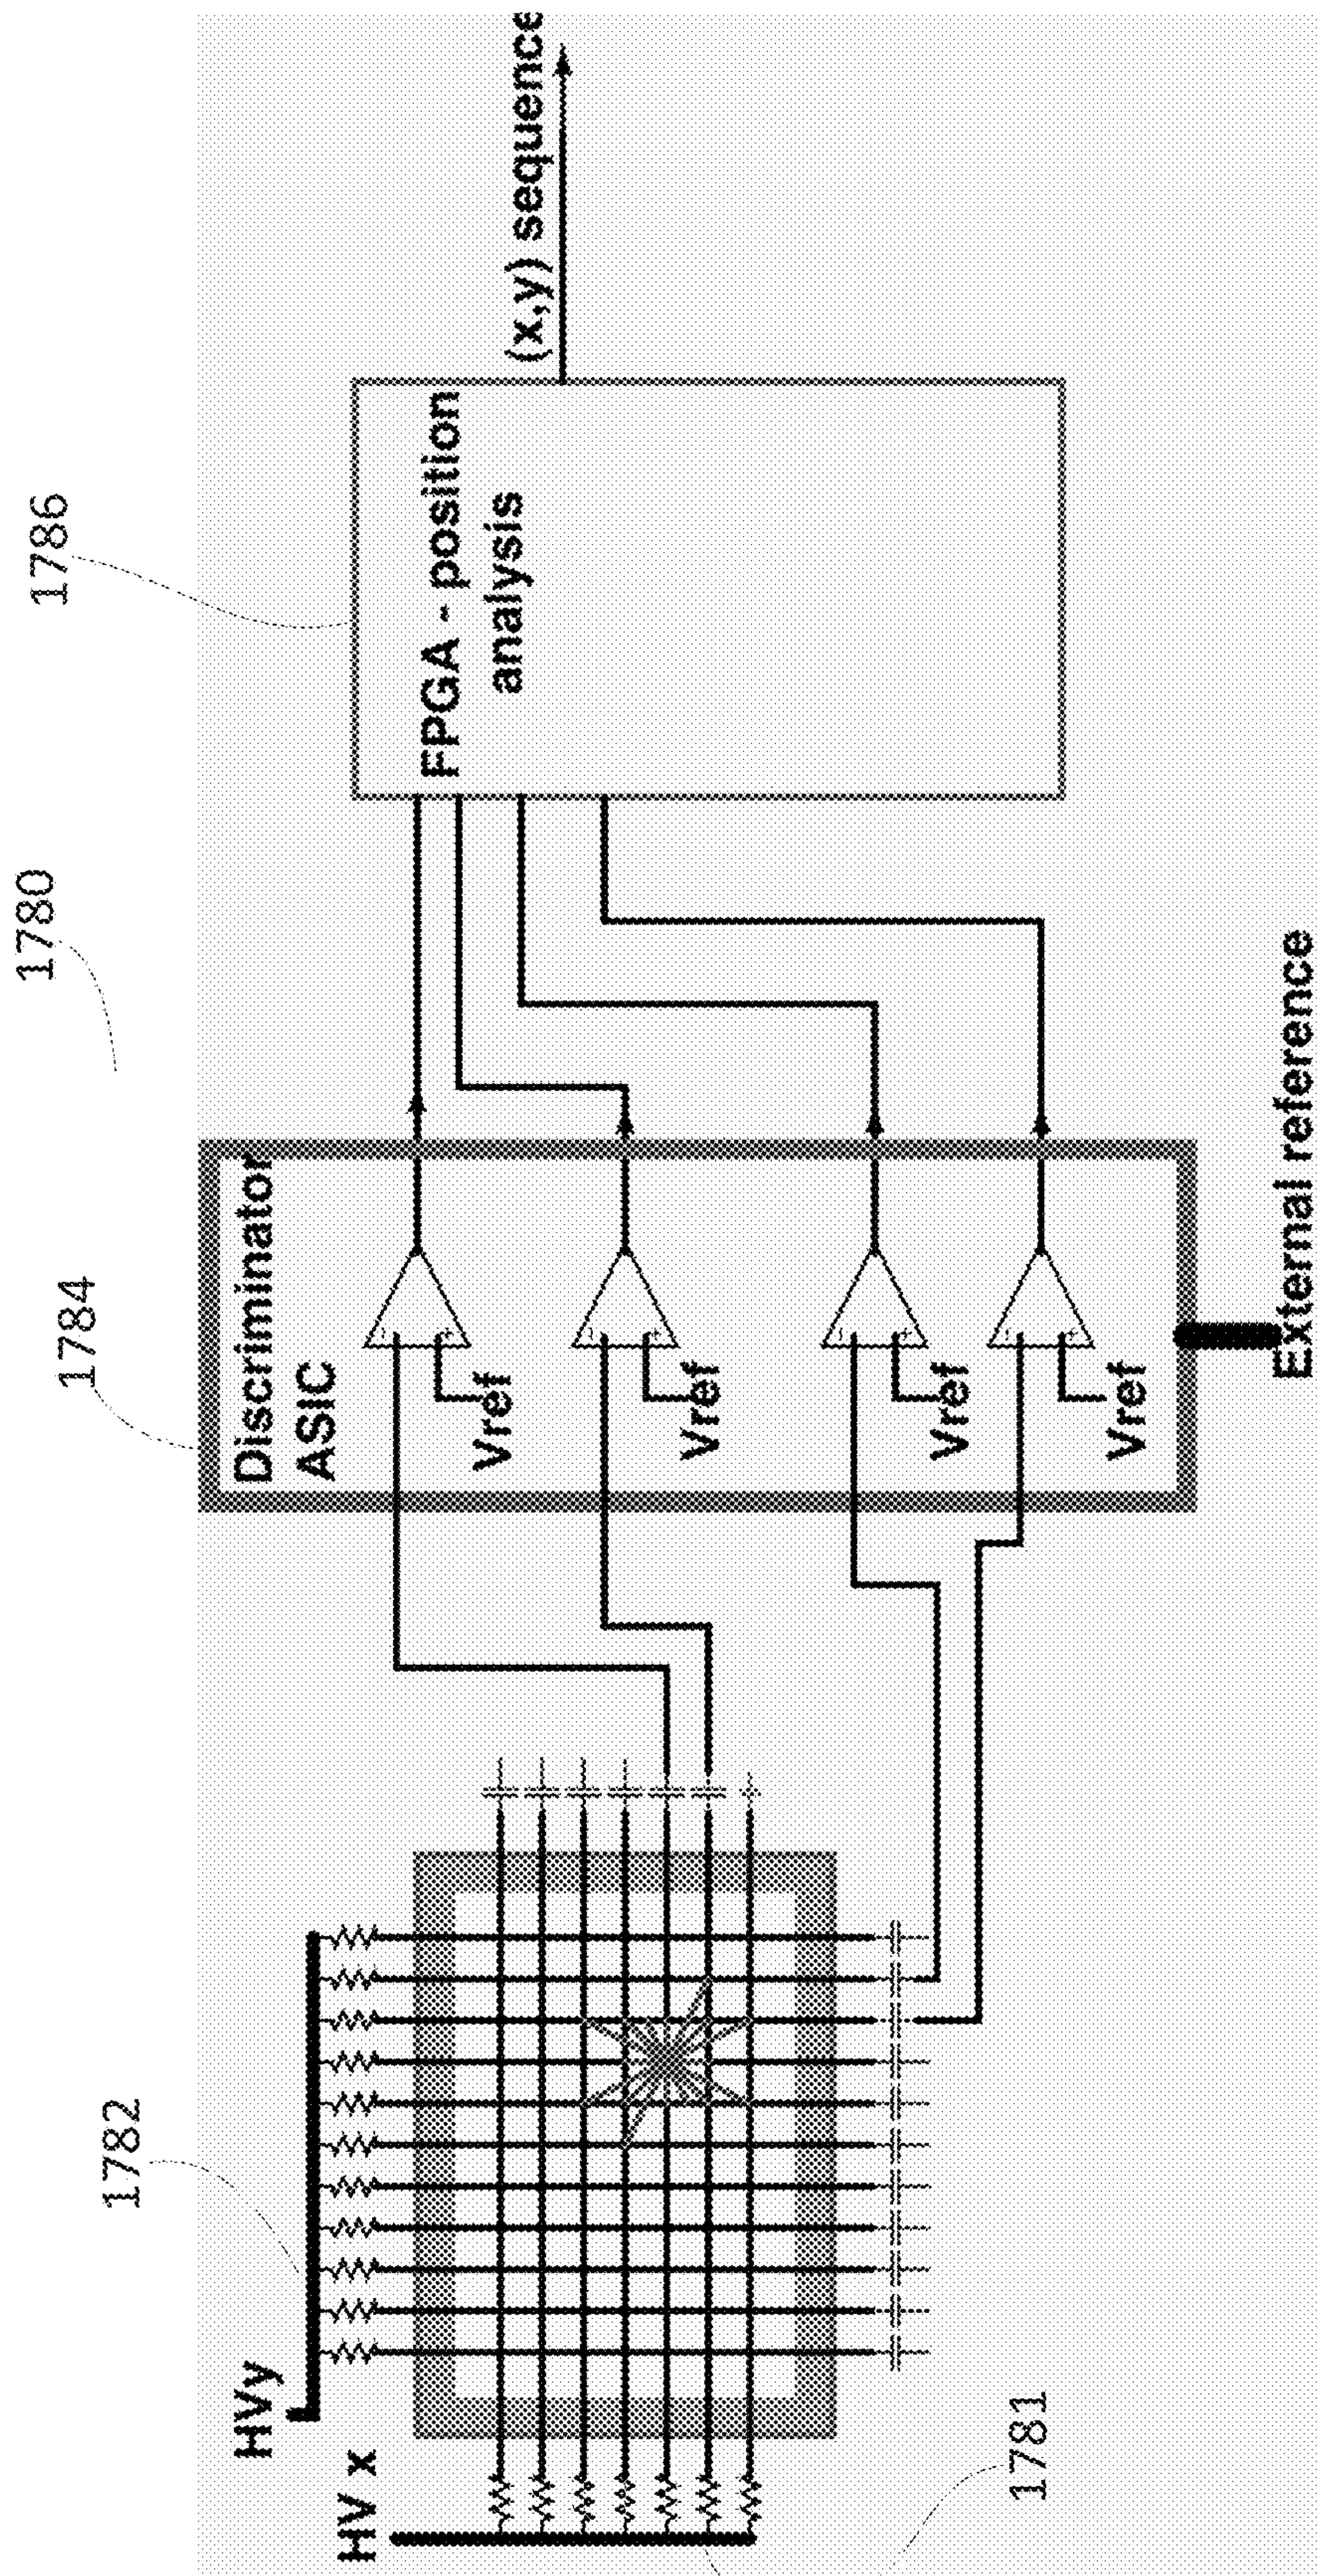 1780
1782
1784
1786
HVy
HV x
Discriminator
ASIC
FPGA - position
analysis
(x,y) sequence
-
+
Vref
-
+
Vref
-
+
Vref
-
+
Vref
External reference
1781